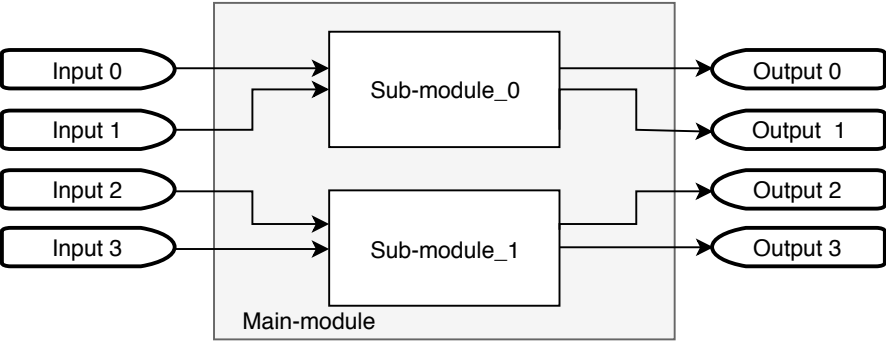 Input 0
Sub-module_0
Output 0
Input 1
Output  1
Input 2
Output 2
Input 3
Sub-module_1
Output 3
Main-module